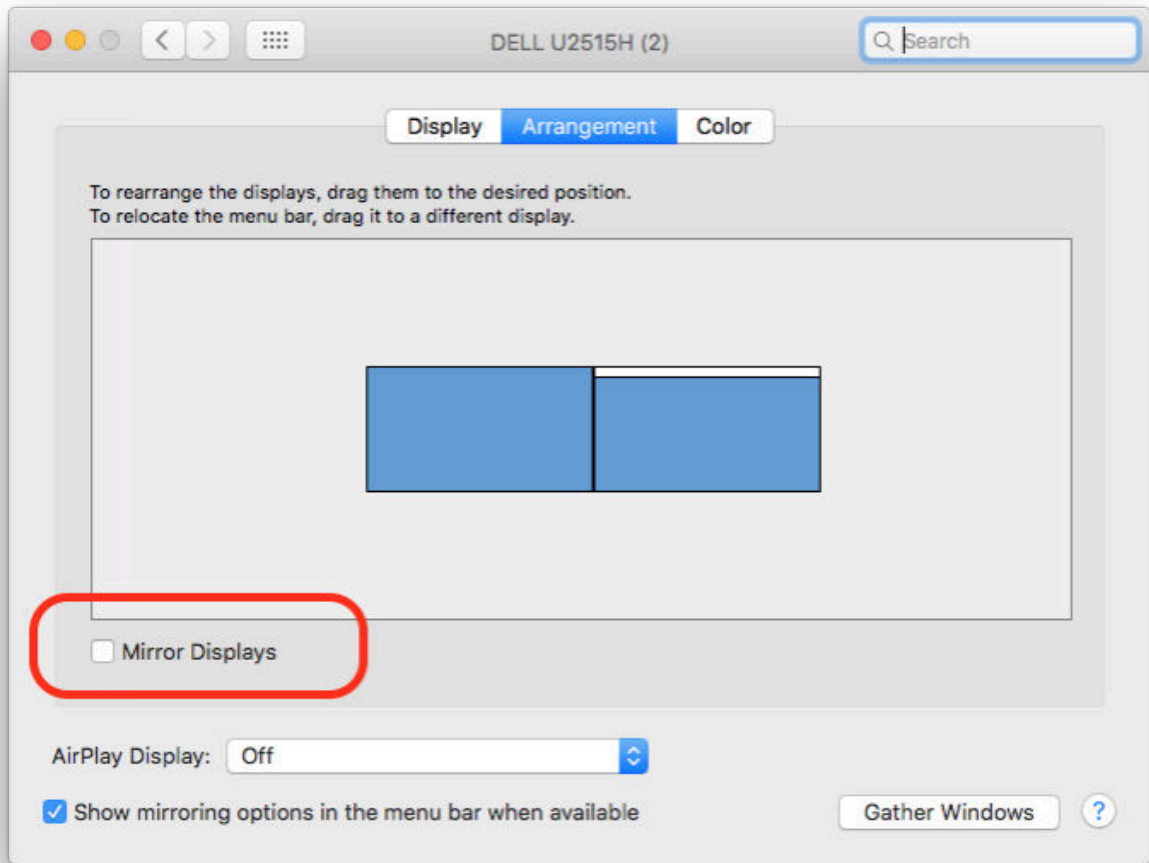 DELL U2515H (2)
Search
Display
Arrangement
Color
To rearrange the displays, drag them to the desired position.
To relocate the menu bar, drag it to a different display.
Mirror Displays
AirPlay Display:
Off
Show mirroring options in the menu bar when available
Gather Windows
?